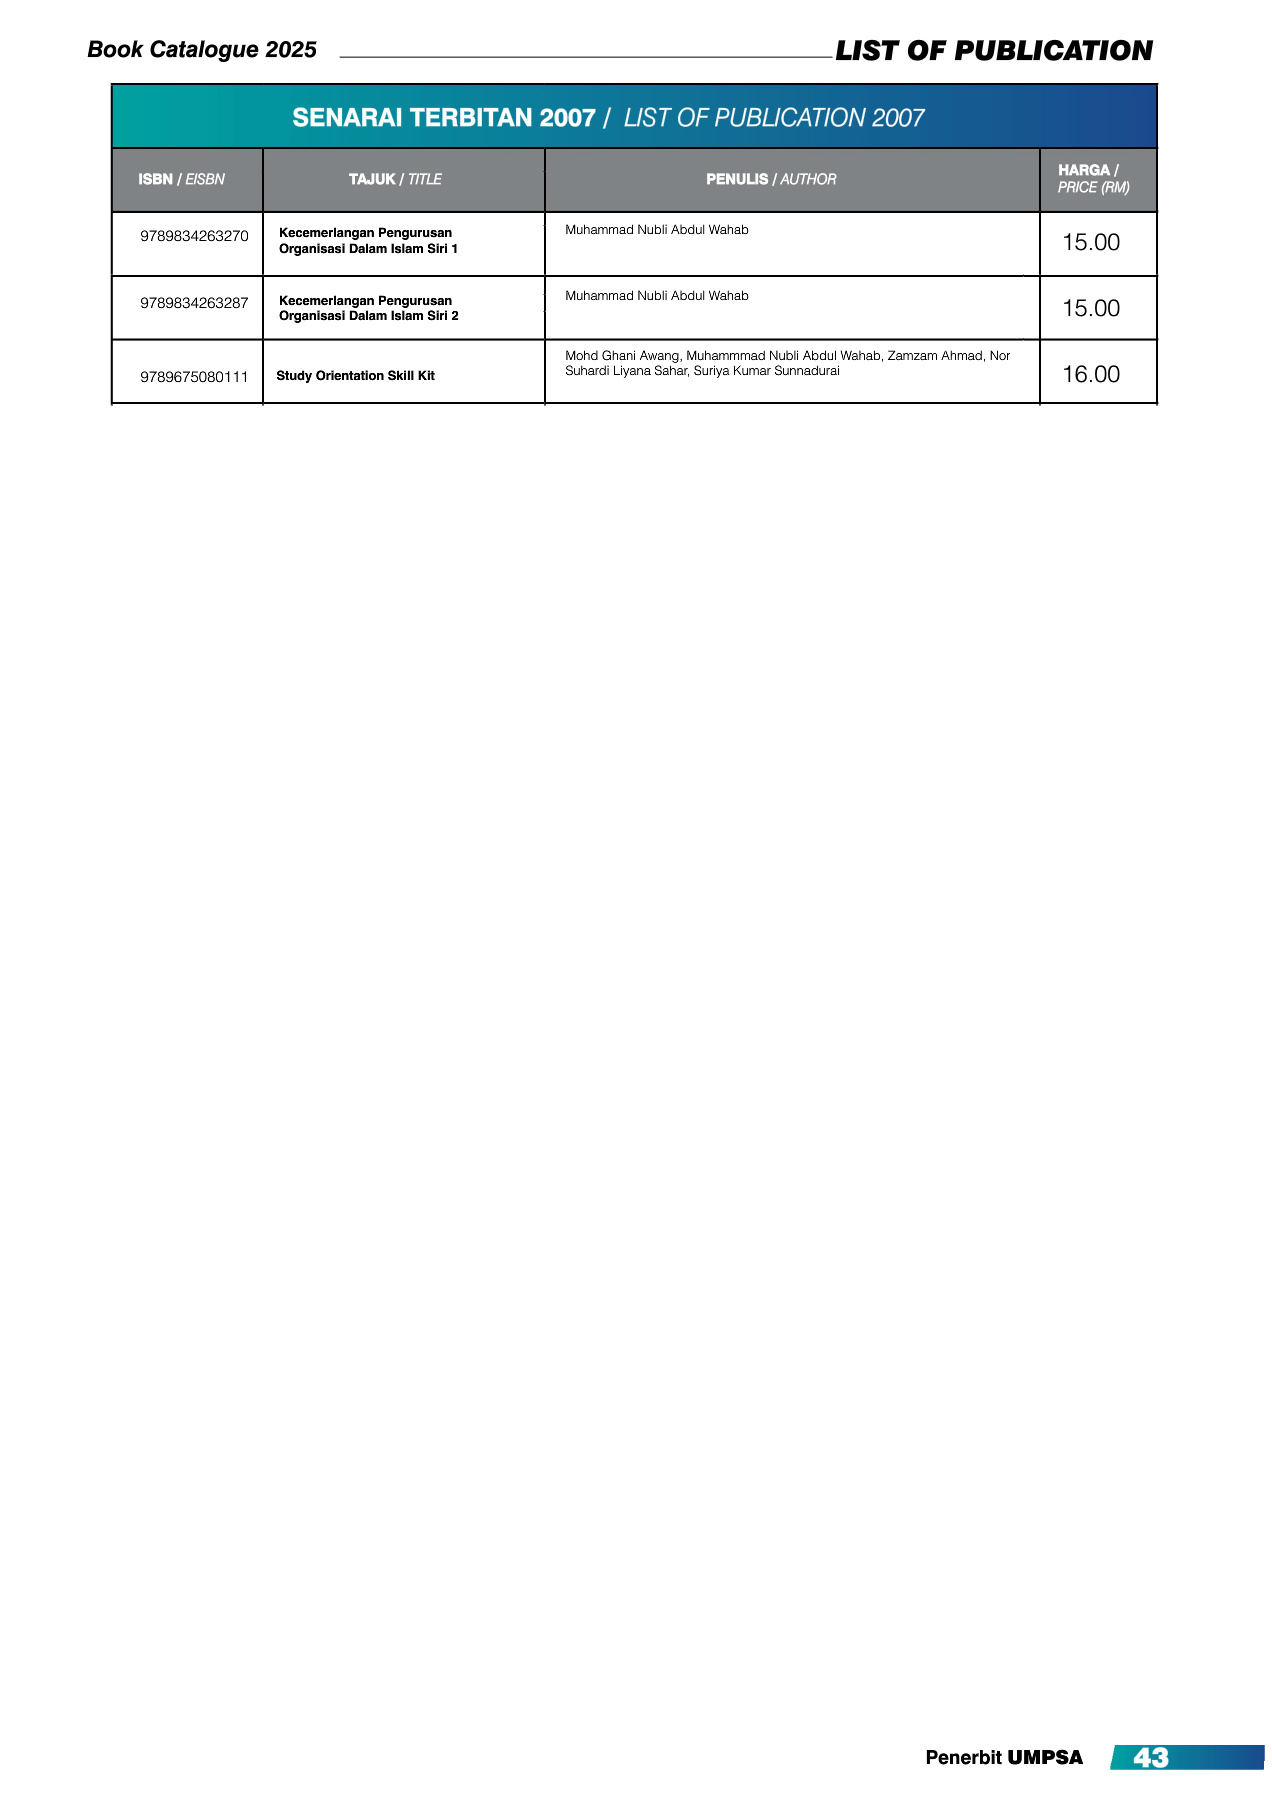 Book Catalogue 2025
LIST OF PUBLICATION
SENARAI TERBITAN 2007 / LIST OF PUBLICATION 2007
ISBN / EISBN
TAJUK / TITLE
PENULIS / AUTHOR
HARGA /
PRICE (RM)
9789834263270
Kecemerlangan Pengurusan
Organisasi Dalam Islam Siri 1
Muhammad Nubli Abdul Wahab
15.00
9789834263287
Kecemerlangan Pengurusan
Organisasi Dalam Islam Siri 2
Muhammad Nubli Abdul Wahab
15.00
9789675080111
Study Orientation Skill Kit
Mohd Ghani Awang, Muhammmad Nubli Abdul Wahab, Zamzam Ahmad, Nor
Suhardi Liyana Sahar, Suriya Kumar Sunnadurai
16.00
Penerbit UMPSA
43